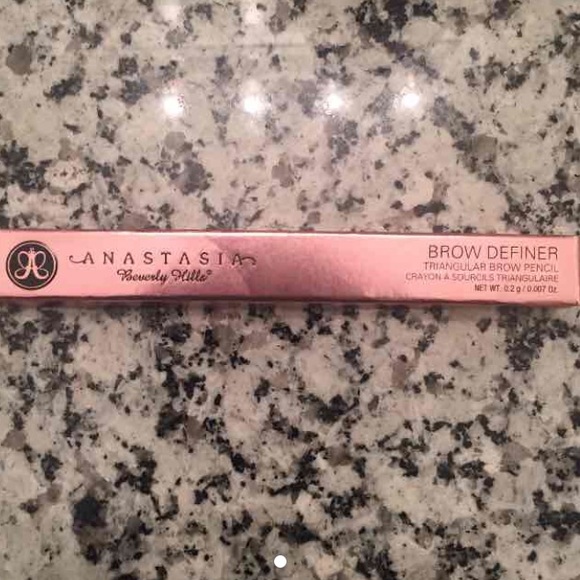 ANASTASIA
Beverly Hills®
BROW DEFINER
TRIANGULAR BROW PENCIL
CRAYON À SOURCILS TRIANGULAIRE
NET WT. 0.2 g / 0.007 Oz.